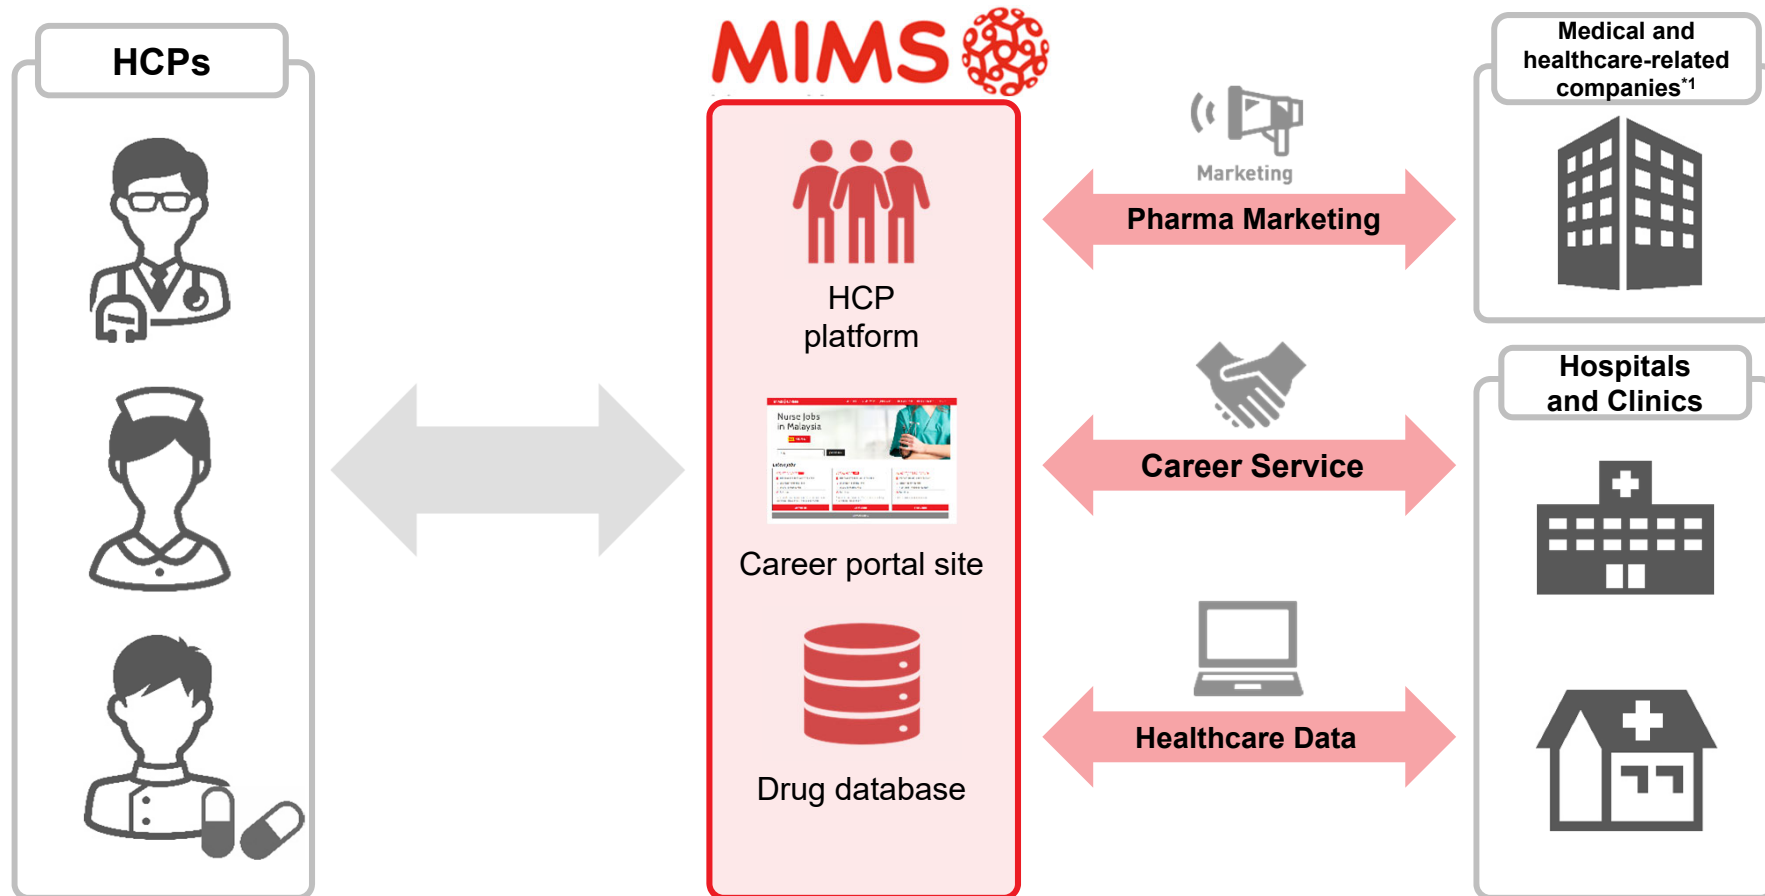 HCPs
MIMS
HCP
platform
Nurse Jobs
in Malaysia
Career portal site
Drug database
Marketing
Pharma Marketing
Career Service
Healthcare Data
Medical and
healthcare-related
companies*1
Hospitals
and Clinics